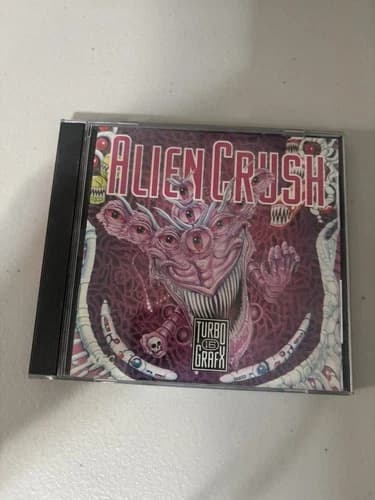 ALIEN CRUSH
TURBO
16
GRAFX